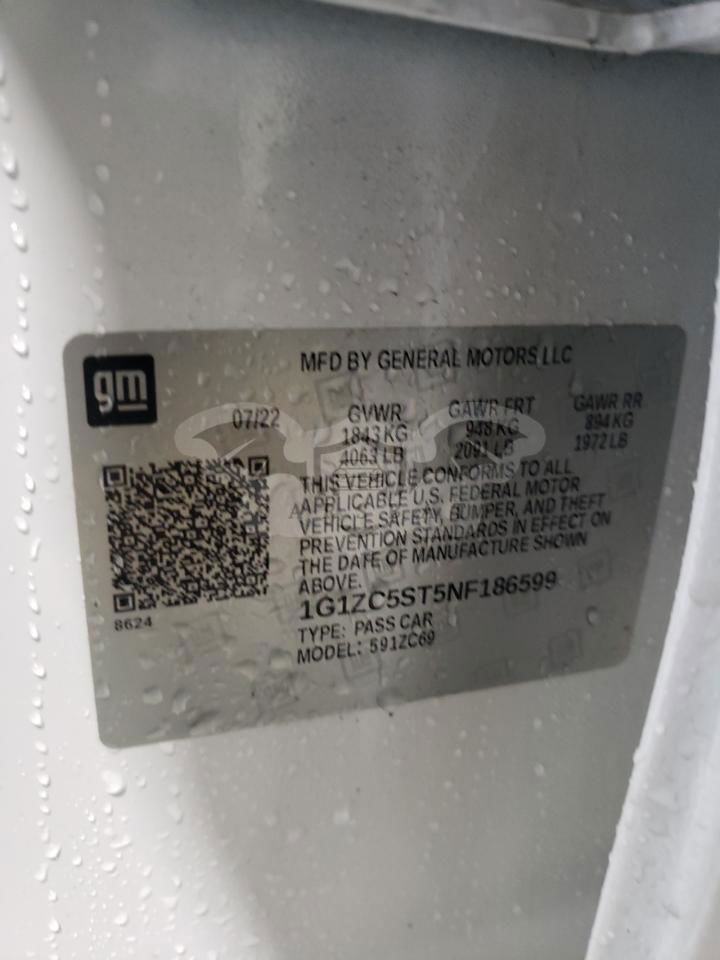 gm
MFD BY GENERAL MOTORS LLC
07/22 GVWR GAWR FRT GAWR RR
1843 KG 948 KG 894 KG
4063 LB 2091 LB 1972 LB
THIS VEHICLE CONFORMS TO ALL
APPLICABLE U.S. FEDERAL MOTOR
VEHICLE SAFETY, BUMPER, AND THEFT
PREVENTION STANDARDS IN EFFECT ON
THE DATE OF MANUFACTURE SHOWN
ABOVE.
1G1ZC5ST5NF186599
8624
TYPE: PASS CAR
MODEL: 591ZC69